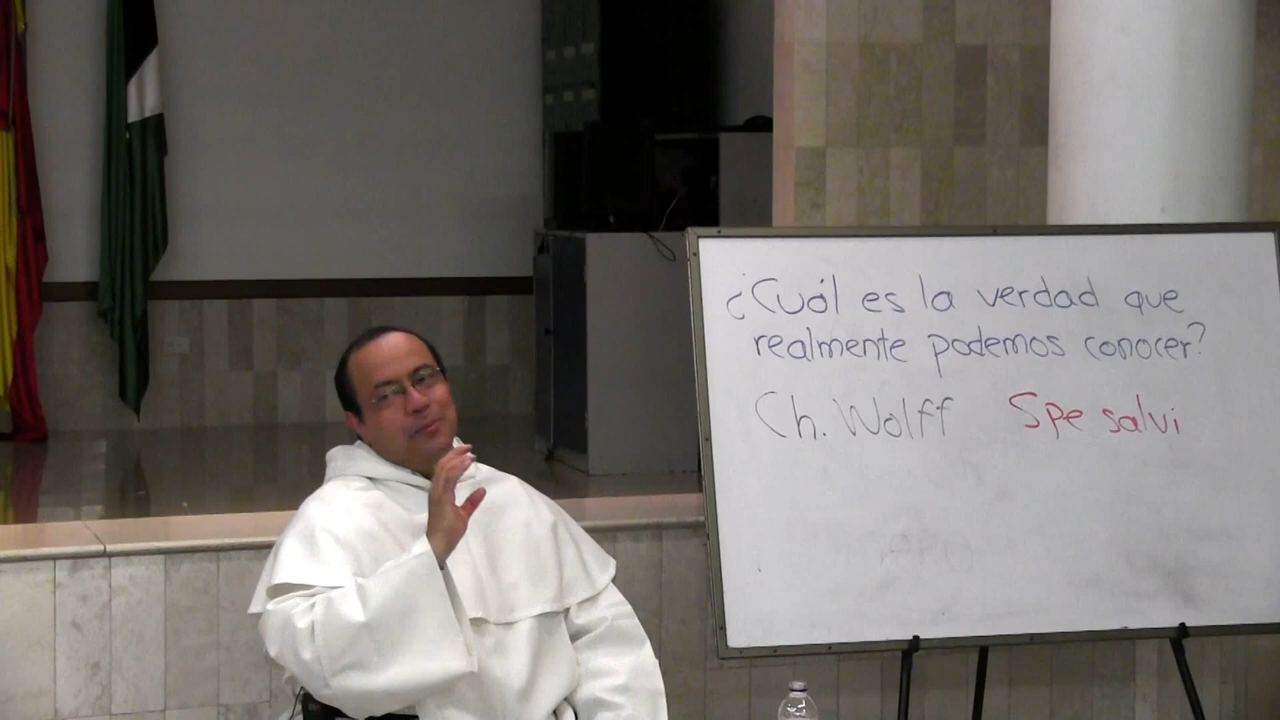 ¿Cuál es la verdad que
realmente podemos conocer?
Ch. Wolff Spe salvi